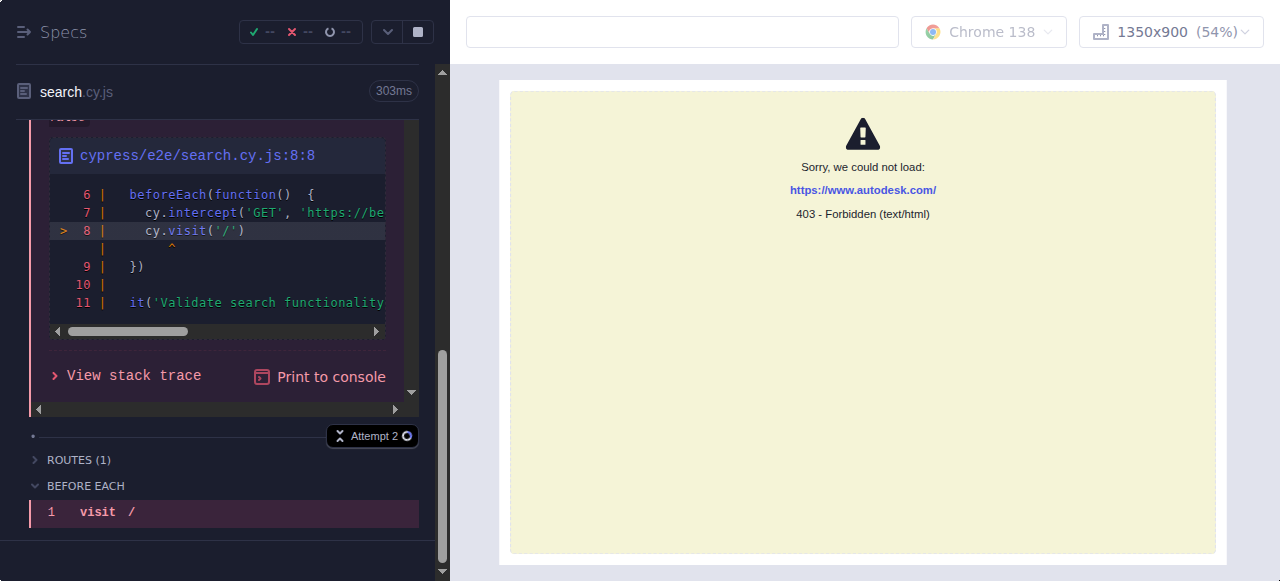 Specs
-- -- --
search.cy.js
303ms
cypress/e2e/search.cy.js:8:8
6 | beforeEach(function() {
7 | cy.intercept('GET', 'https://be
> 8 | cy.visit('/')
| ^
9 | })
10 |
11 | it('Validate search functionality
View stack trace
Print to console
Attempt 2
ROUTES (1)
BEFORE EACH
1 visit /
Chrome 138
1350x900 (54%)
Sorry, we could not load:
https://www.autodesk.com/
403 - Forbidden (text/html)